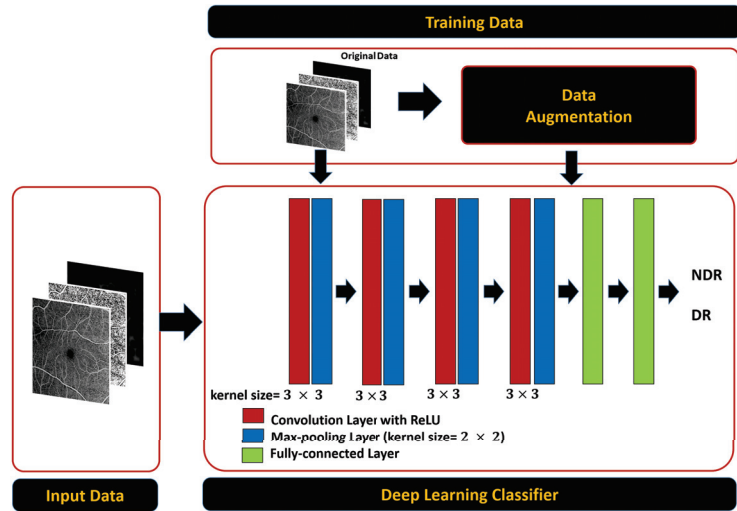 Training Data
Original Data
Data
Augmentation
NDR
DR
kernel size= 3 × 3
3×3
3 × 3
3×3
Convolution Layer with ReLU
Max-pooling Layer (kernel size= 2 × 2)
Fully-connected Layer
Input Data
Deep Learning Classifier